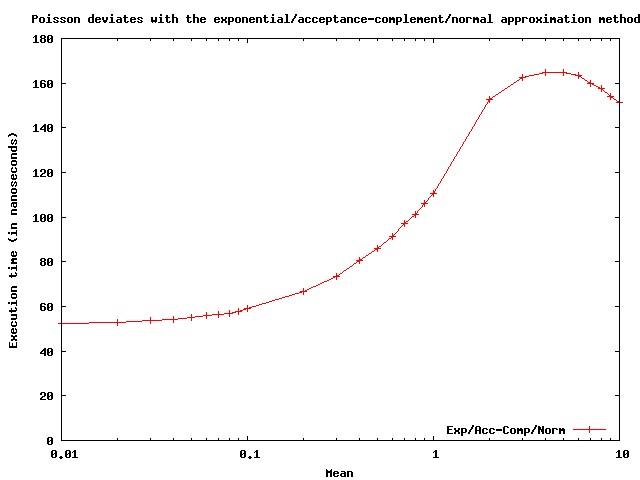 Poisson deviates with the exponential/acceptance-complement/normal approximation method
180
160
140
120
100
80
60
40
20
0
Execution time (in nanoseconds)
Exp/Acc-Comp/Norm
0.01 0.1 1 10
Mean